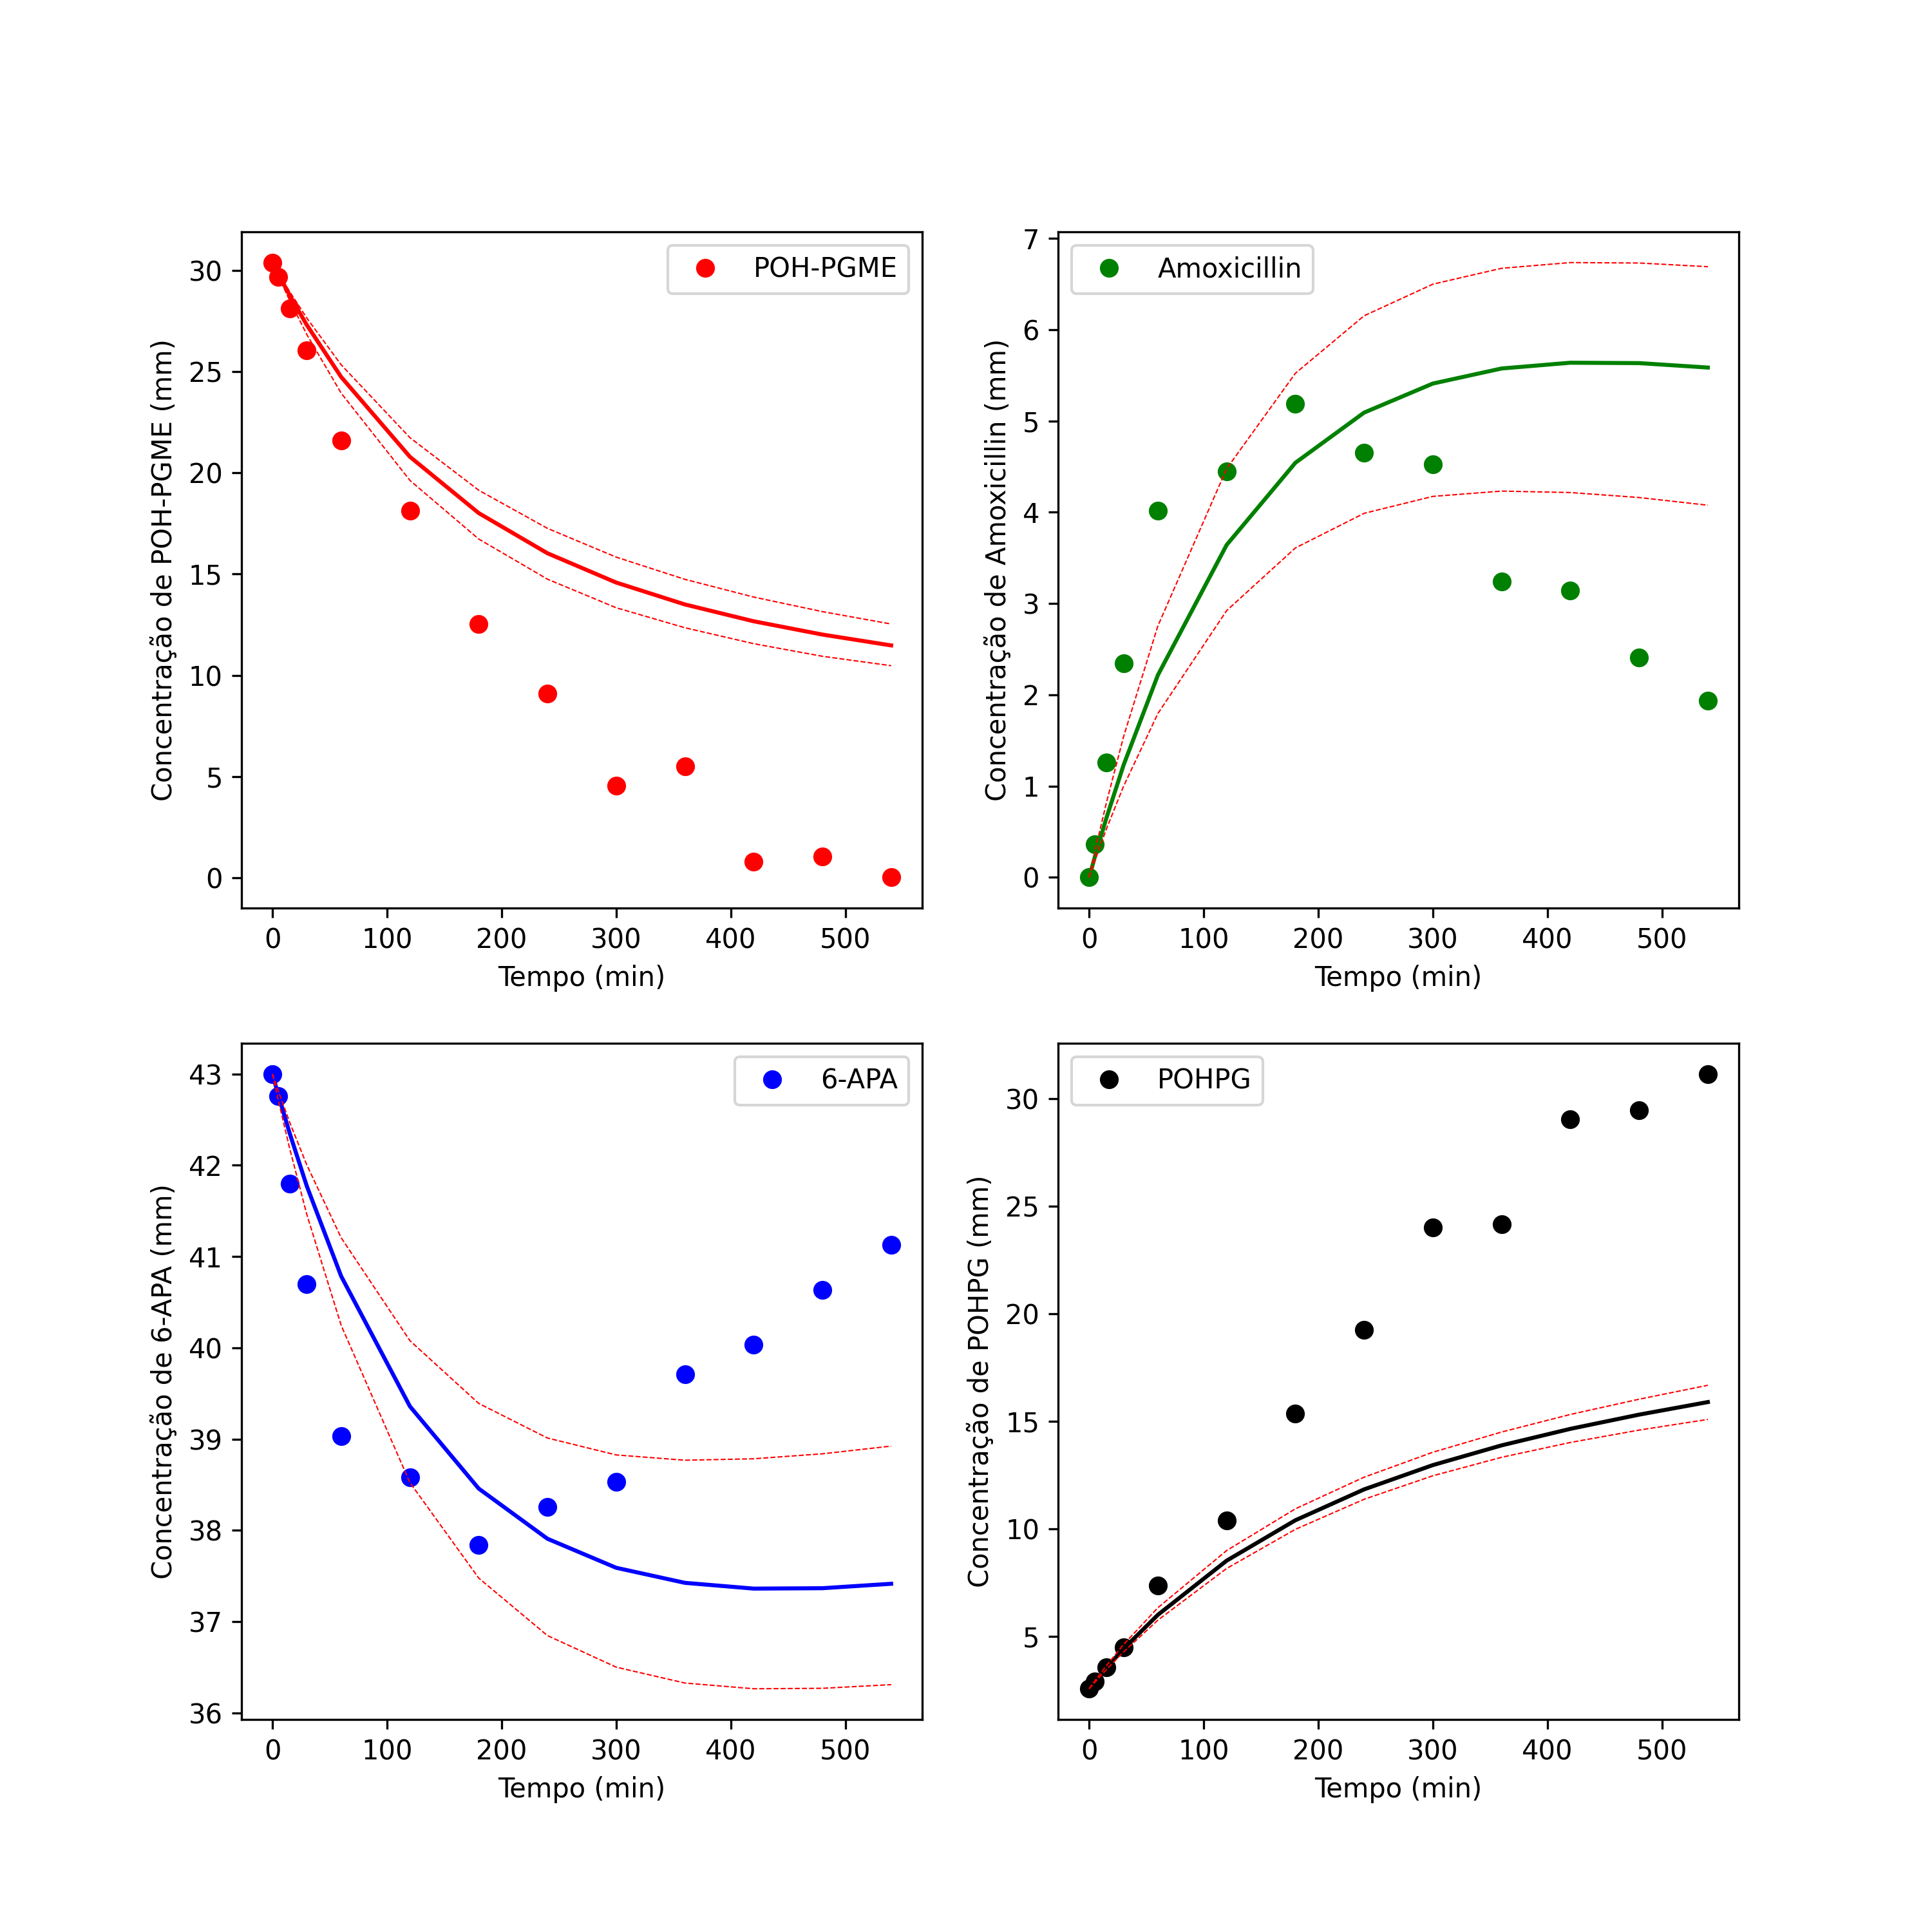 POH-PGME
Concentração de POH-PGME (mm)
30
25
20
15
10
5
0
0 100 200 300 400 500
Tempo (min)
Amoxicillin
Concentração de Amoxicillin (mm)
7
6
5
4
3
2
1
0
0 100 200 300 400 500
Tempo (min)
6-APA
Concentração de 6-APA (mm)
43
42
41
40
39
38
37
36
0 100 200 300 400 500
Tempo (min)
POHPG
Concentração de POHPG (mm)
30
25
20
15
10
5
0 100 200 300 400 500
Tempo (min)